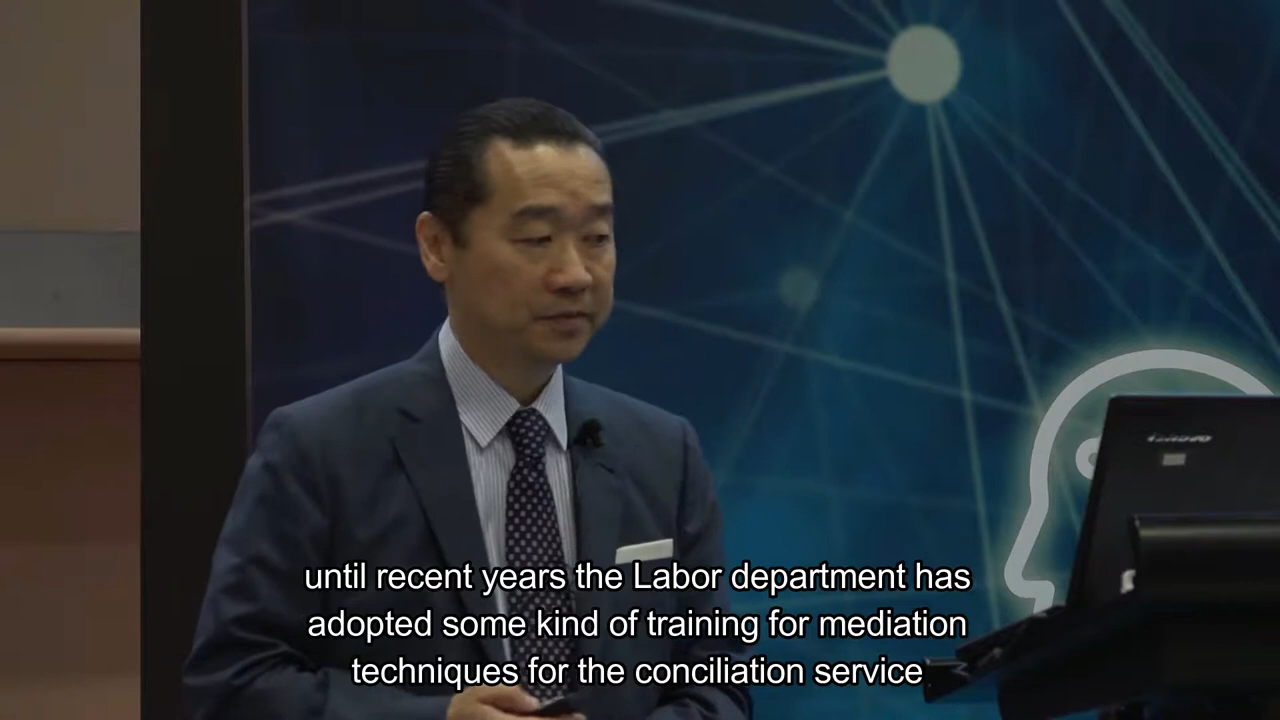 lenovo
until recent years the Labor department has
adopted some kind of training for mediation
techniques for the conciliation service